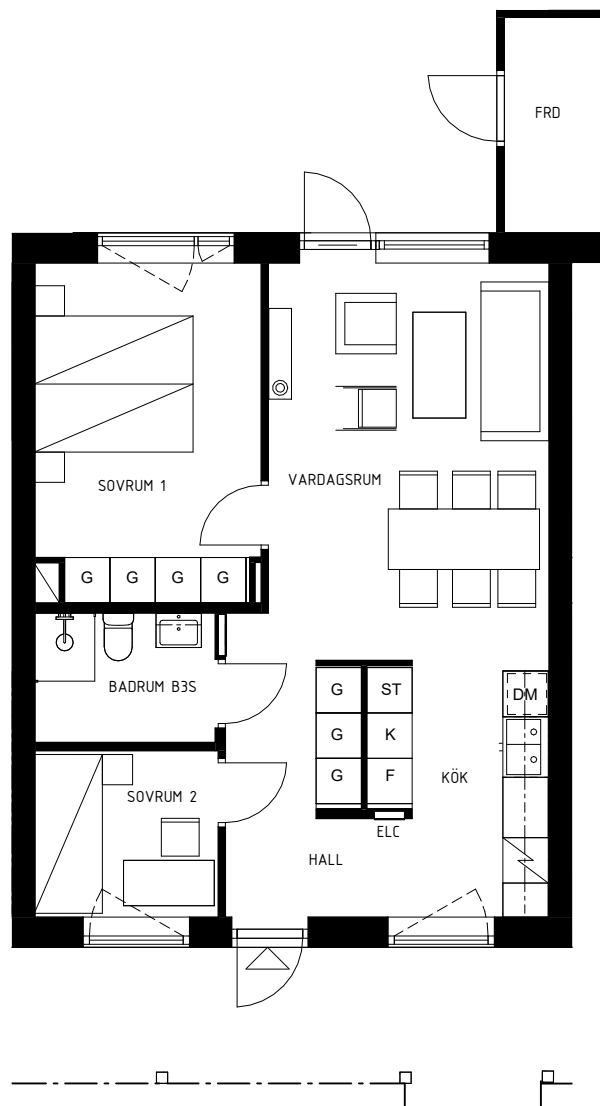 FRD
SOVRUM 1
VARDAGSRUM
G G G G
BADRUM B3S
G ST
DM
G K
G F
KÖK
SOVRUM 2
ELC
HALL